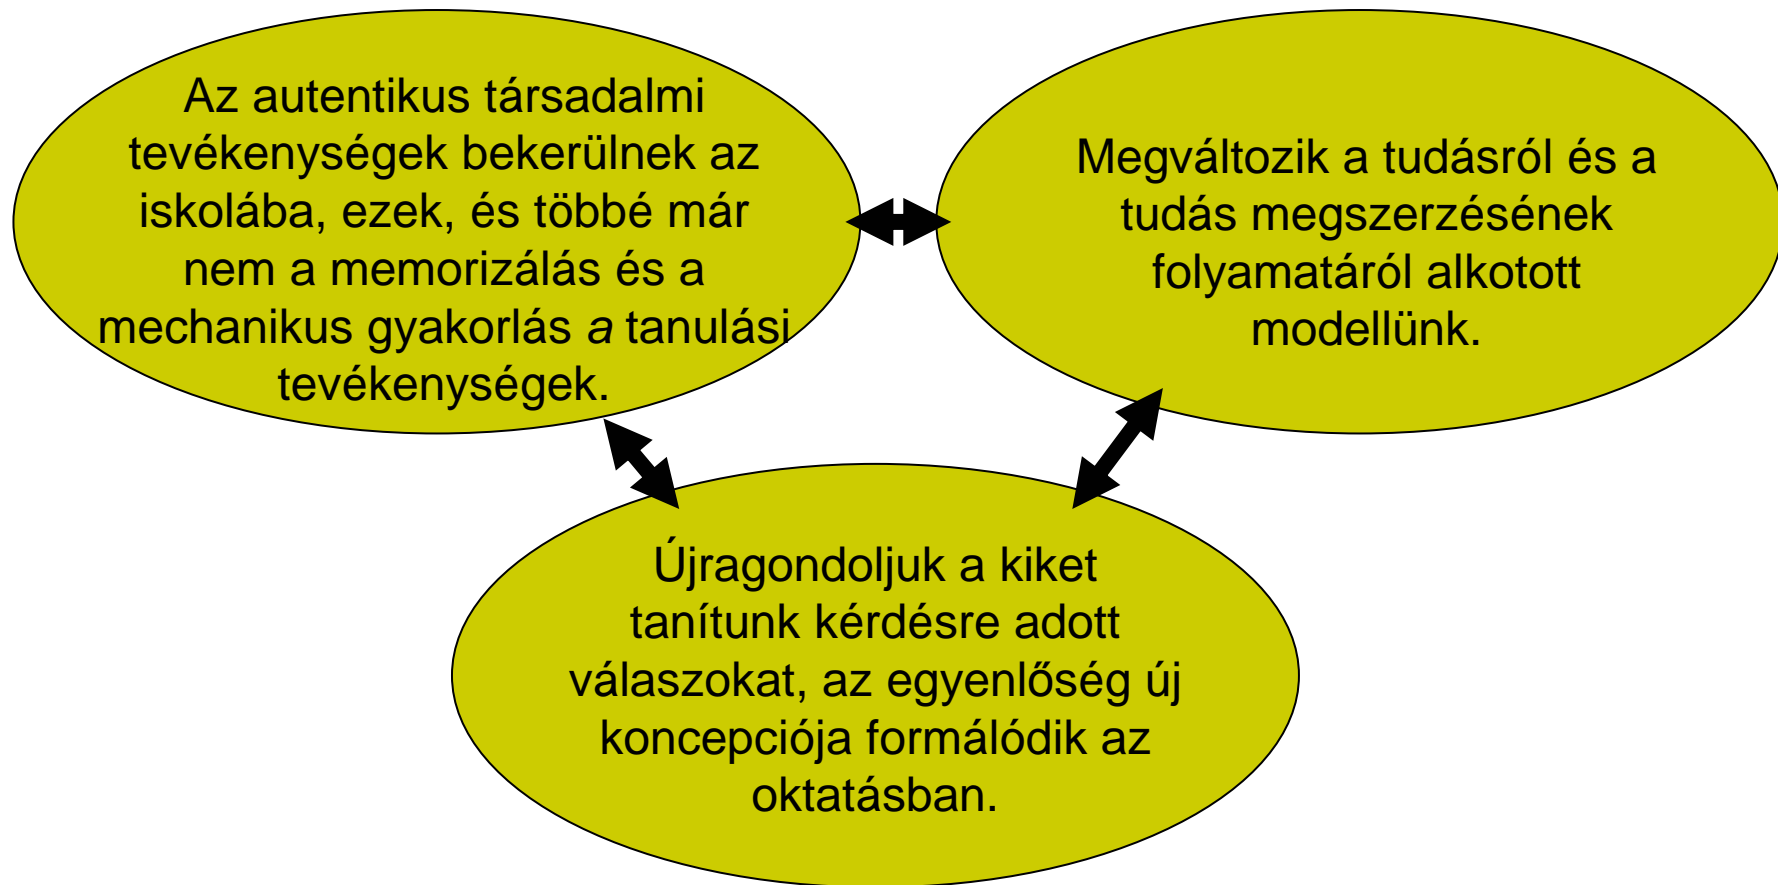 Az autentikus társadalmi
tevékenységek bekerülnek az
iskolába, ezek, és többé már
nem a memorizálás és a
mechanikus gyakorlás a tanulási
tevékenységek.
Megváltozik a tudásról és a
tudás megszerzésének
folyamatáról alkotott
modellünk.
Újragondoljuk a kiket
tanítunk kérdésre adott
válaszokat, az egyenlőség új
koncepciója formálódik az
oktatásban.